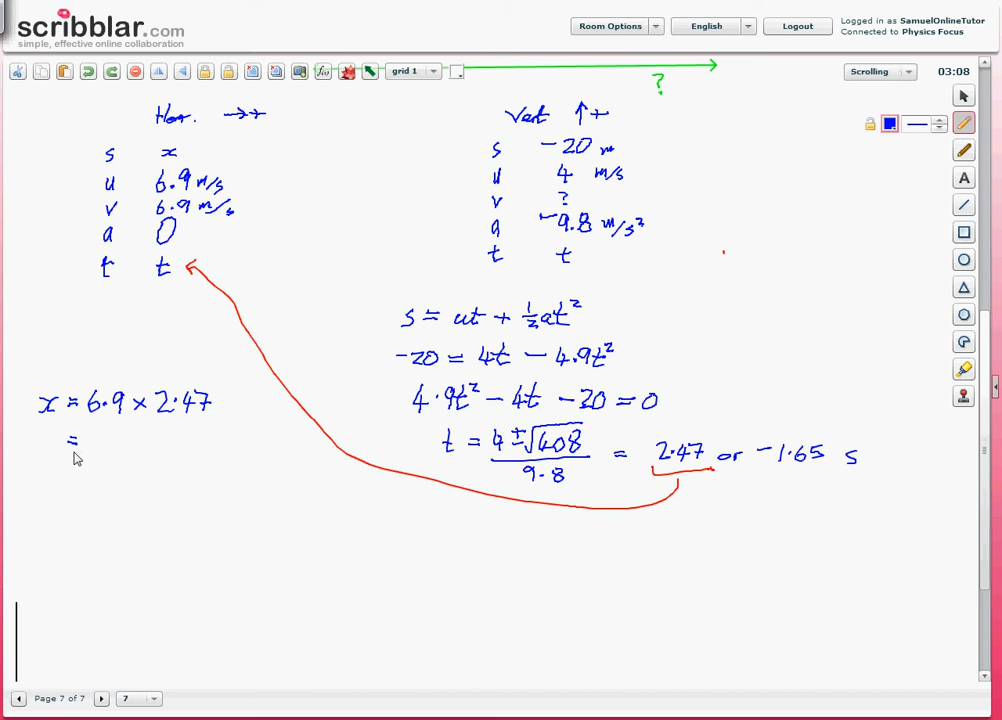 scribblar.com
simple, effective online collaboration
Room Options ? English Logout
Logged in as SamuelOnlineTutor
Connected to Physics Focus
f(x) grid 1 Scrolling 03:08
?
Hor. →+
s x
u 6.9 m/s
v 6.9 m/s
a 0
t t
Vert ↑+
s -20 m
u 4 m/s
v ?
a -9.8 m/s²
t t
s = ut + ½at²
-20 = 4t - 4.9t²
4.9t² - 4t - 20 = 0
t = 4 ± √408 / 9.8 = 2.47 or -1.65 s
x = 6.9 × 2.47
=
A
Page 7 of 7 7